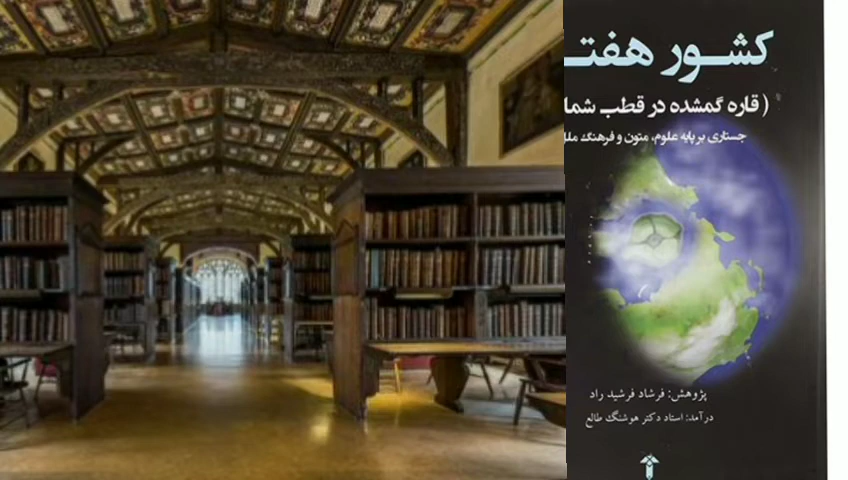 کشور هفت
(قاره گمشده در قطب شما
جستاری بر پایه علوم، متون و فرهنگ ملل
پژوهش: فرشاد فرشید راد
درآمد: استاد دکتر هوشنگ طالع